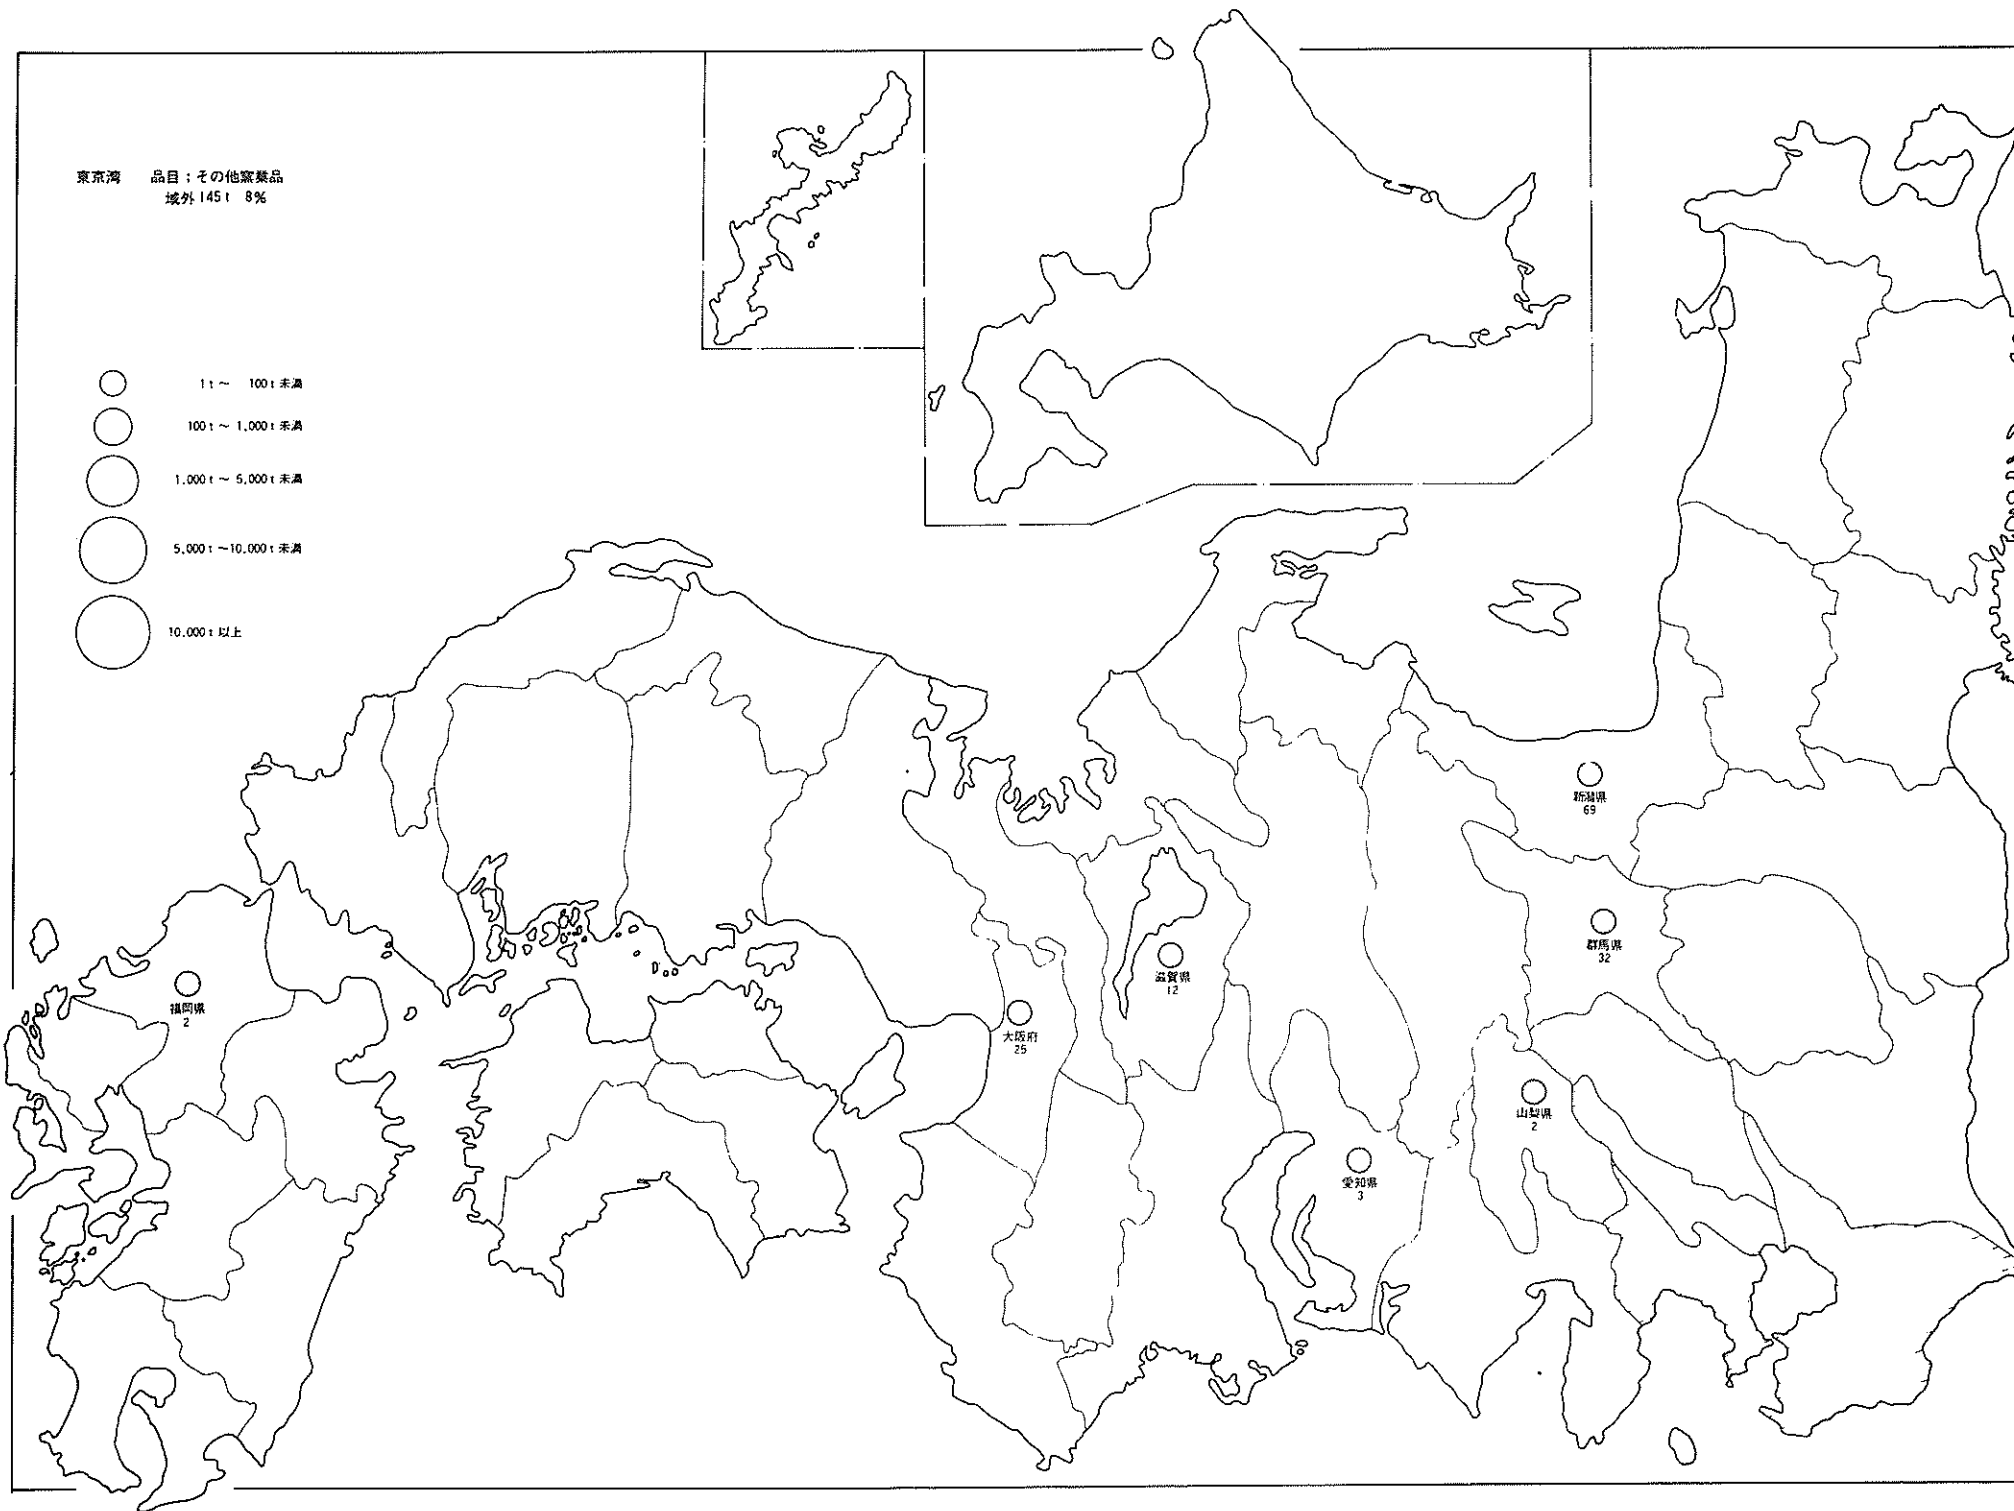 東京湾 品目;その他窯業品
域外 145t 8%
1t～ 100t未満
100t～ 1,000t未満
1,000t～ 5,000t未満
5,000t～10,000t未満
10,000t以上
新潟県
69
群馬県
32
滋賀県
12
福岡県
2
大阪府
25
山梨県
2
愛知県
3